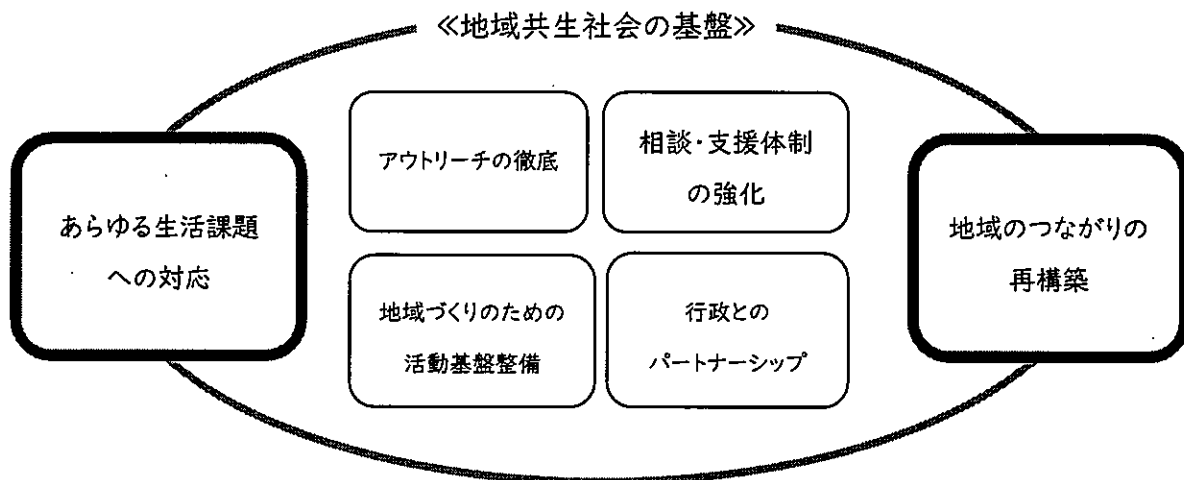 ≪地域共生社会の基盤≫
あらゆる生活課題
への対応
アウトリーチの徹底
相談・支援体制
の強化
地域づくりのための
活動基盤整備
行政との
パートナーシップ
地域のつながりの
再構築